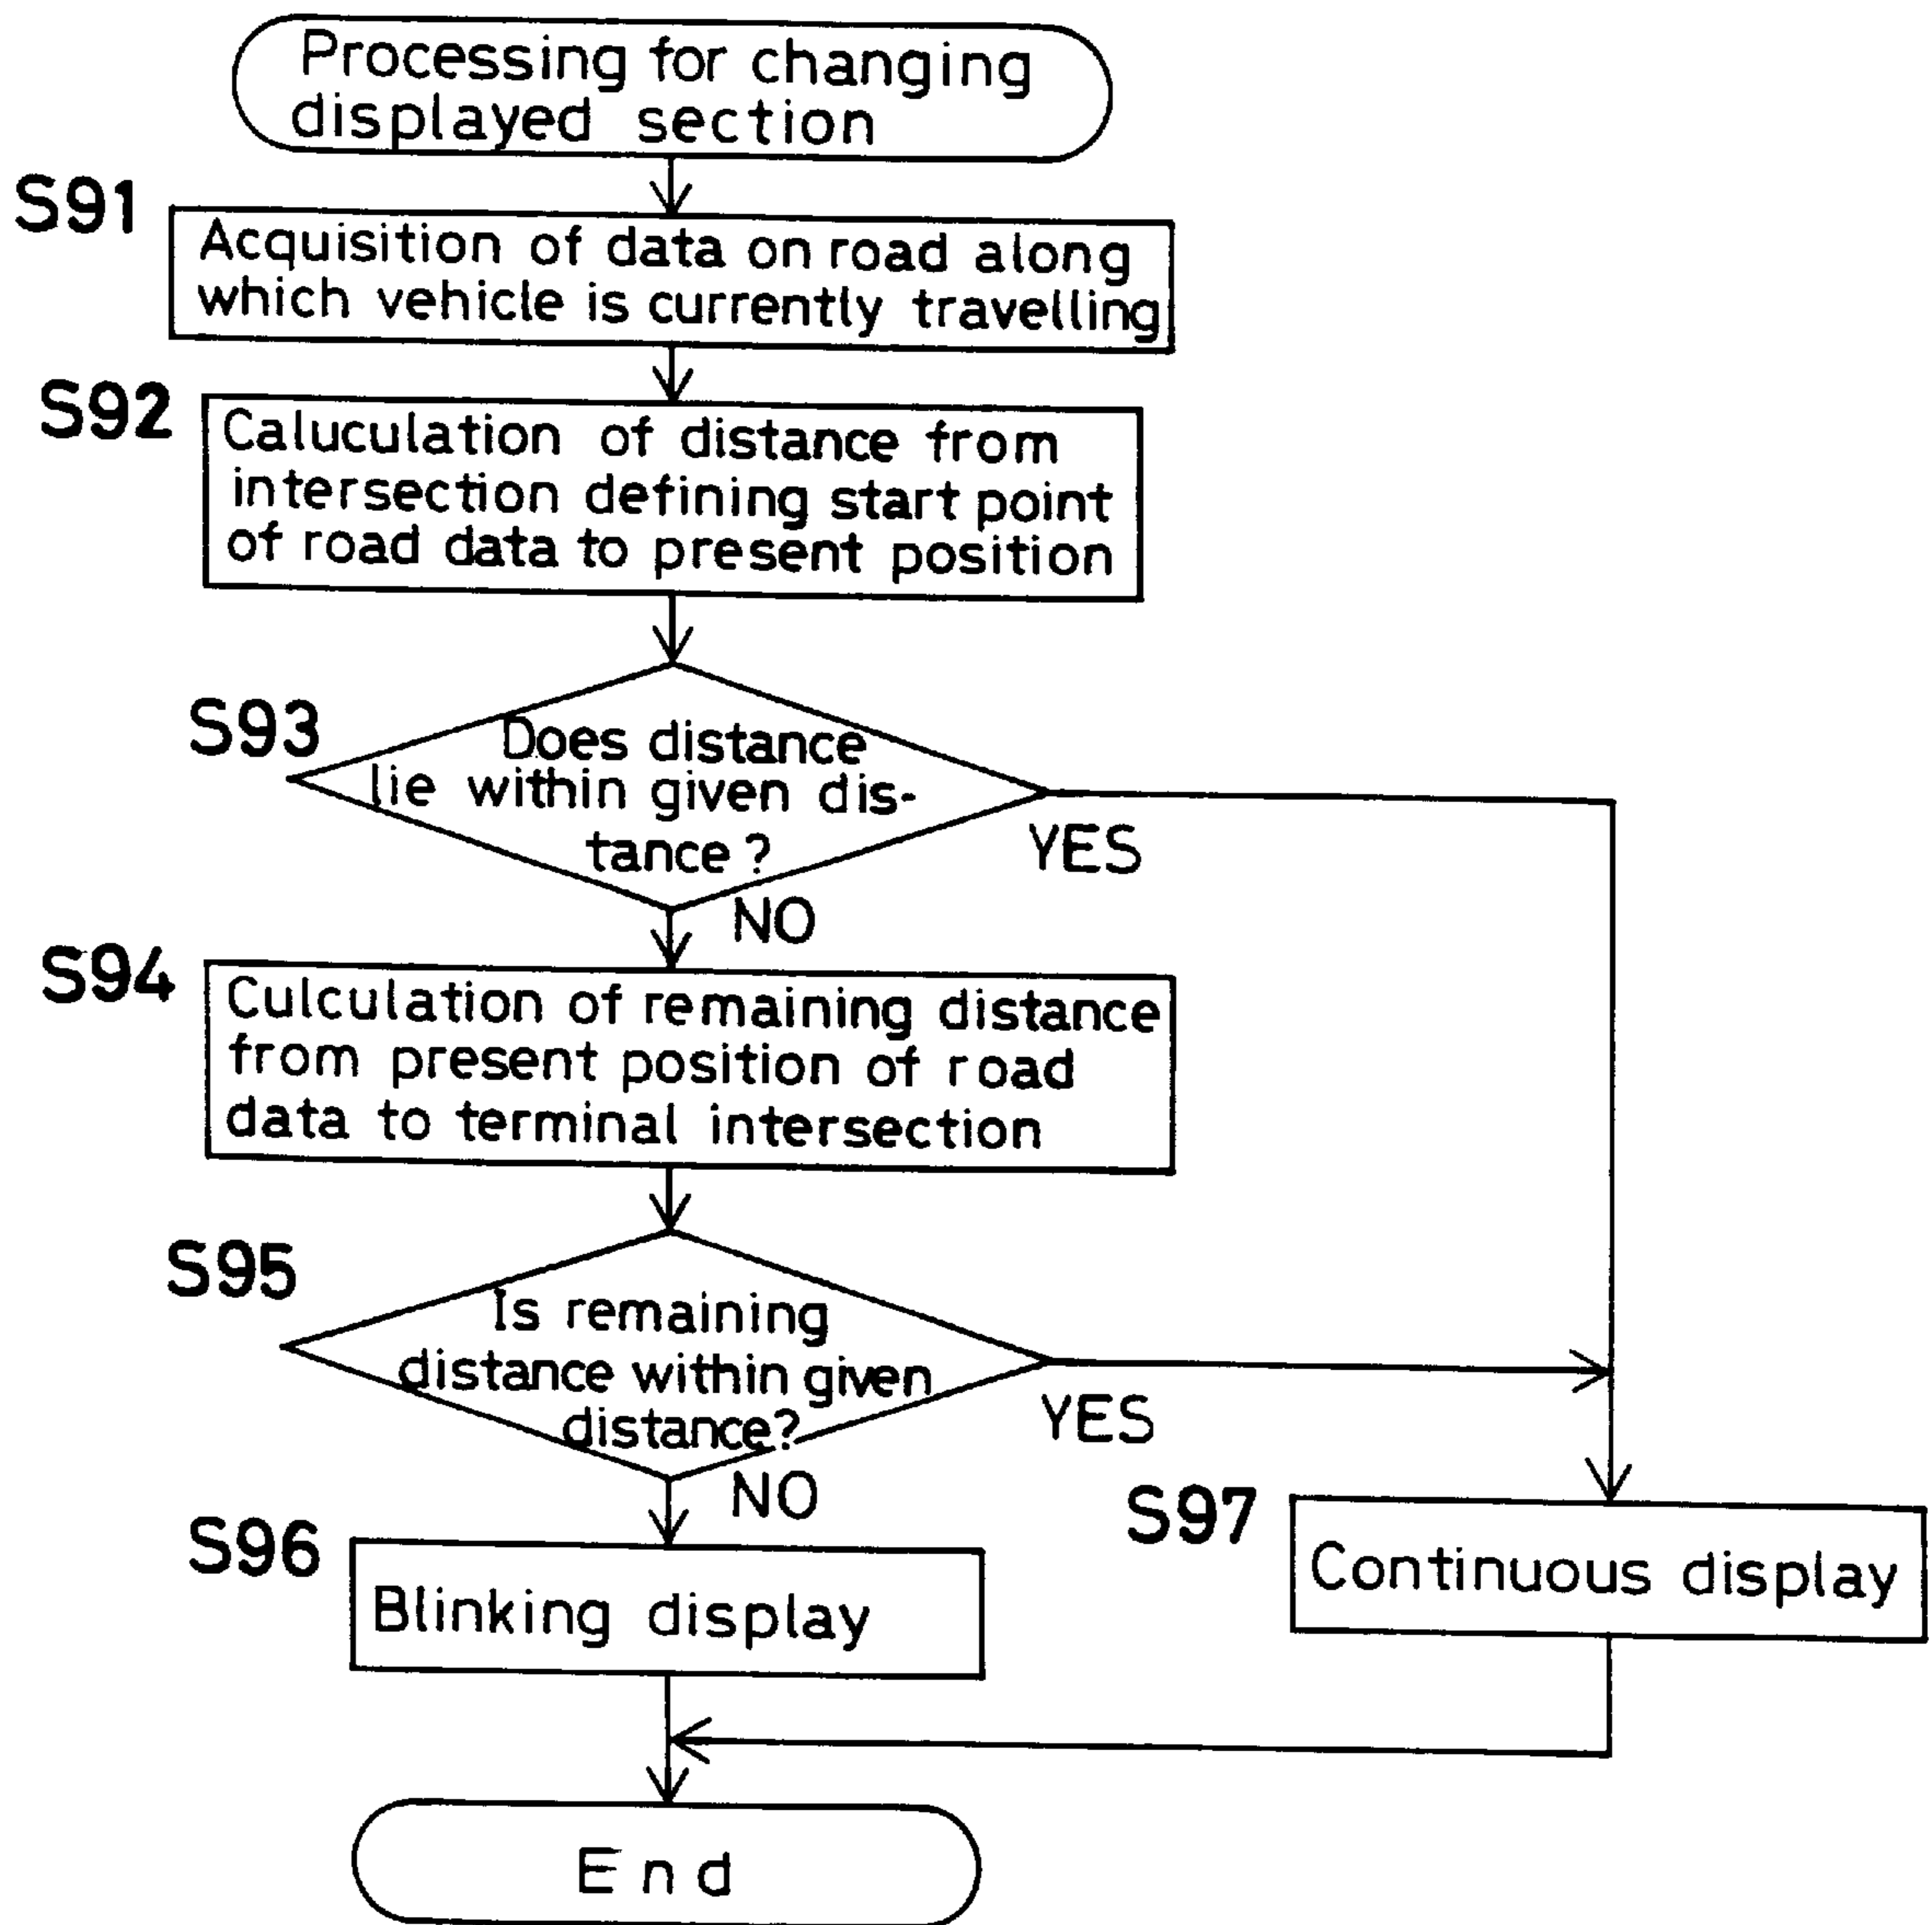 Processing for changing
displayed section
S91
Acquisition of data on road along
which vehicle is currently travelling
S92
Caluculation of distance from
intersection defining start point
of road data to present position
S93
Does distance
lie within given dis-
tance?
YES
NO
S94
Culculation of remaining distance
from present position of road
data to terminal intersection
S95
Is remaining
distance within given
distance?
YES
NO
S96
Blinking display
S97
Continuous display
End